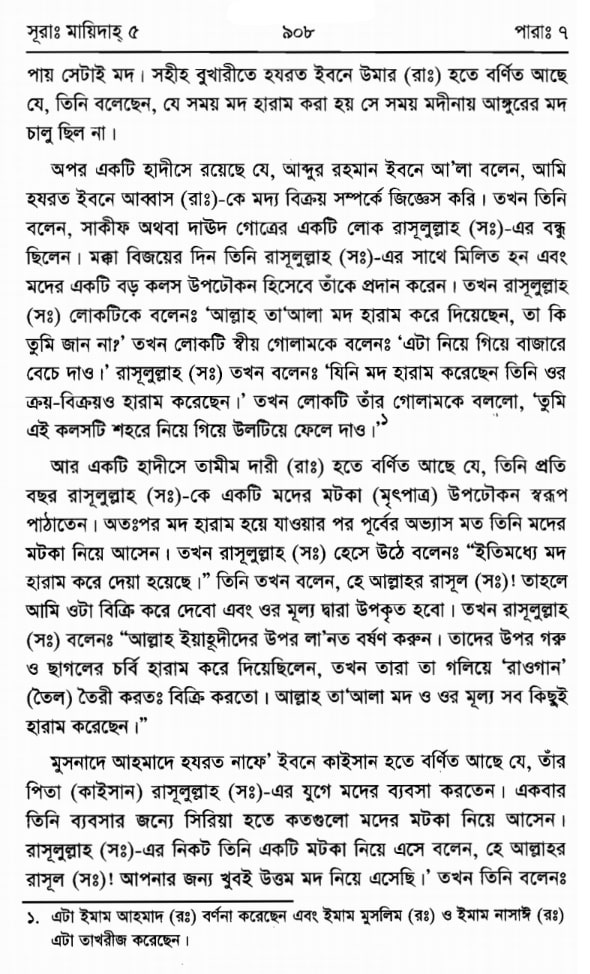 সূরাঃ মায়িদাহ্ ৫ ৯০৮ পারাঃ ৭
পায় সেটাই মদ। সহীহ বুখারীতে হযরত ইবনে উমার (রাঃ) হতে বর্ণিত আছে
যে, তিনি বলেছেন, যে সময় মদ হারাম করা হয় সে সময় মদীনায় আঙ্গুরের মদ
চালু ছিল না।
অপর একটি হাদীসে রয়েছে যে, আব্দুর রহমান ইবনে আ'লা বলেন, আমি
হযরত ইবনে আব্বাস (রাঃ)-কে মদ্য বিক্রয় সম্পর্কে জিজ্ঞেস করি। তখন তিনি
বলেন, সাকীফ অথবা দাউদ গোত্রের একটি লোক রাসূলুল্লাহ (সঃ)-এর বন্ধু
ছিলেন। মক্কা বিজয়ের দিন তিনি রাসূলুল্লাহ (সঃ)-এর সাথে মিলিত হন এবং
মদের একটি বড় কলস উপঢৌকন হিসেবে তাঁকে প্রদান করেন। তখন রাসূলুল্লাহ
(সঃ) লোকটিকে বলেনঃ 'আল্লাহ তা'আলা মদ হারাম করে দিয়েছেন, তা কি
তুমি জান না?' তখন লোকটি স্বীয় গোলামকে বলেনঃ 'এটা নিয়ে গিয়ে বাজারে
বেচে দাও।' রাসূলুল্লাহ (সঃ) তখন বলেনঃ 'যিনি মদ হারাম করেছেন তিনি ওর
ক্রয়-বিক্রয়ও হারাম করেছেন।' তখন লোকটি তাঁর গোলামকে বললো, 'তুমি
এই কলসটি শহরে নিয়ে গিয়ে উলটিয়ে ফেলে দাও।'১
আর একটি হাদীসে তামীম দারী (রাঃ) হতে বর্ণিত আছে যে, তিনি প্রতি
বছর রাসূলুল্লাহ (সঃ)-কে একটি মদের মটকা (মৃৎপাত্র) উপঢৌকন স্বরূপ
পাঠাতেন। অতঃপর মদ হারাম হয়ে যাওয়ার পর পূর্বের অভ্যাস মত তিনি মদের
মটকা নিয়ে আসেন। তখন রাসূলুল্লাহ (সঃ) হেসে উঠে বলেনঃ “ইতিমধ্যে মদ
হারাম করে দেয়া হয়েছে।” তিনি তখন বলেন, হে আল্লাহর রাসূল (সঃ)! তাহলে
আমি ওটা বিক্রি করে দেবো এবং ওর মূল্য দ্বারা উপকৃত হবো। তখন রাসূলুল্লাহ
(সঃ) বলেনঃ “আল্লাহ ইয়াহূদীদের উপর লা'নত বর্ষণ করুন। তাদের উপর গরু
ও ছাগলের চর্বি হারাম করে দিয়েছিলেন, তখন তারা তা গলিয়ে 'রাওগান'
(তৈল) তৈরী করতঃ বিক্রি করতো। আল্লাহ তা'আলা মদ ও ওর মূল্য সব কিছুই
হারাম করেছেন।”
মুসনাদে আহমাদে হযরত নাফে' ইবনে কাইসান হতে বর্ণিত আছে যে, তাঁর
পিতা (কাইসান) রাসূলুল্লাহ (সঃ)-এর যুগে মদের ব্যবসা করতেন। একবার
তিনি ব্যবসার জন্যে সিরিয়া হতে কতগুলো মদের মটকা নিয়ে আসেন।
রাসূলুল্লাহ (সঃ)-এর নিকট তিনি একটি মটকা নিয়ে এসে বলেন, হে আল্লাহর
রাসূল (সঃ)! আপনার জন্য খুবই উত্তম মদ নিয়ে এসেছি।' তখন তিনি বলেনঃ
১. এটা ইমাম আহমাদ (রঃ) বর্ণনা করেছেন এবং ইমাম মুসলিম (রঃ) ও ইমাম নাসাঈ (রঃ)
এটা তাখরীজ করেছেন।